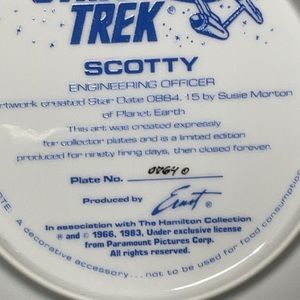 STAR
TREK
SCOTTY
ENGINEERING OFFICER
Artwork created Star Date 0884.15 by Susie Morton
of Planet Earth
This art was created expressly
for collector plates and is a limited edition
produced for ninety firing days, then closed forever.
Plate No. 0764
Produced by Ernst ®
In association with The Hamilton Collection
® and © 1966, 1983, Under exclusive license
from Paramount Pictures Corp.
All rights reserved.
A decorative accessory... not to be used for food consumption